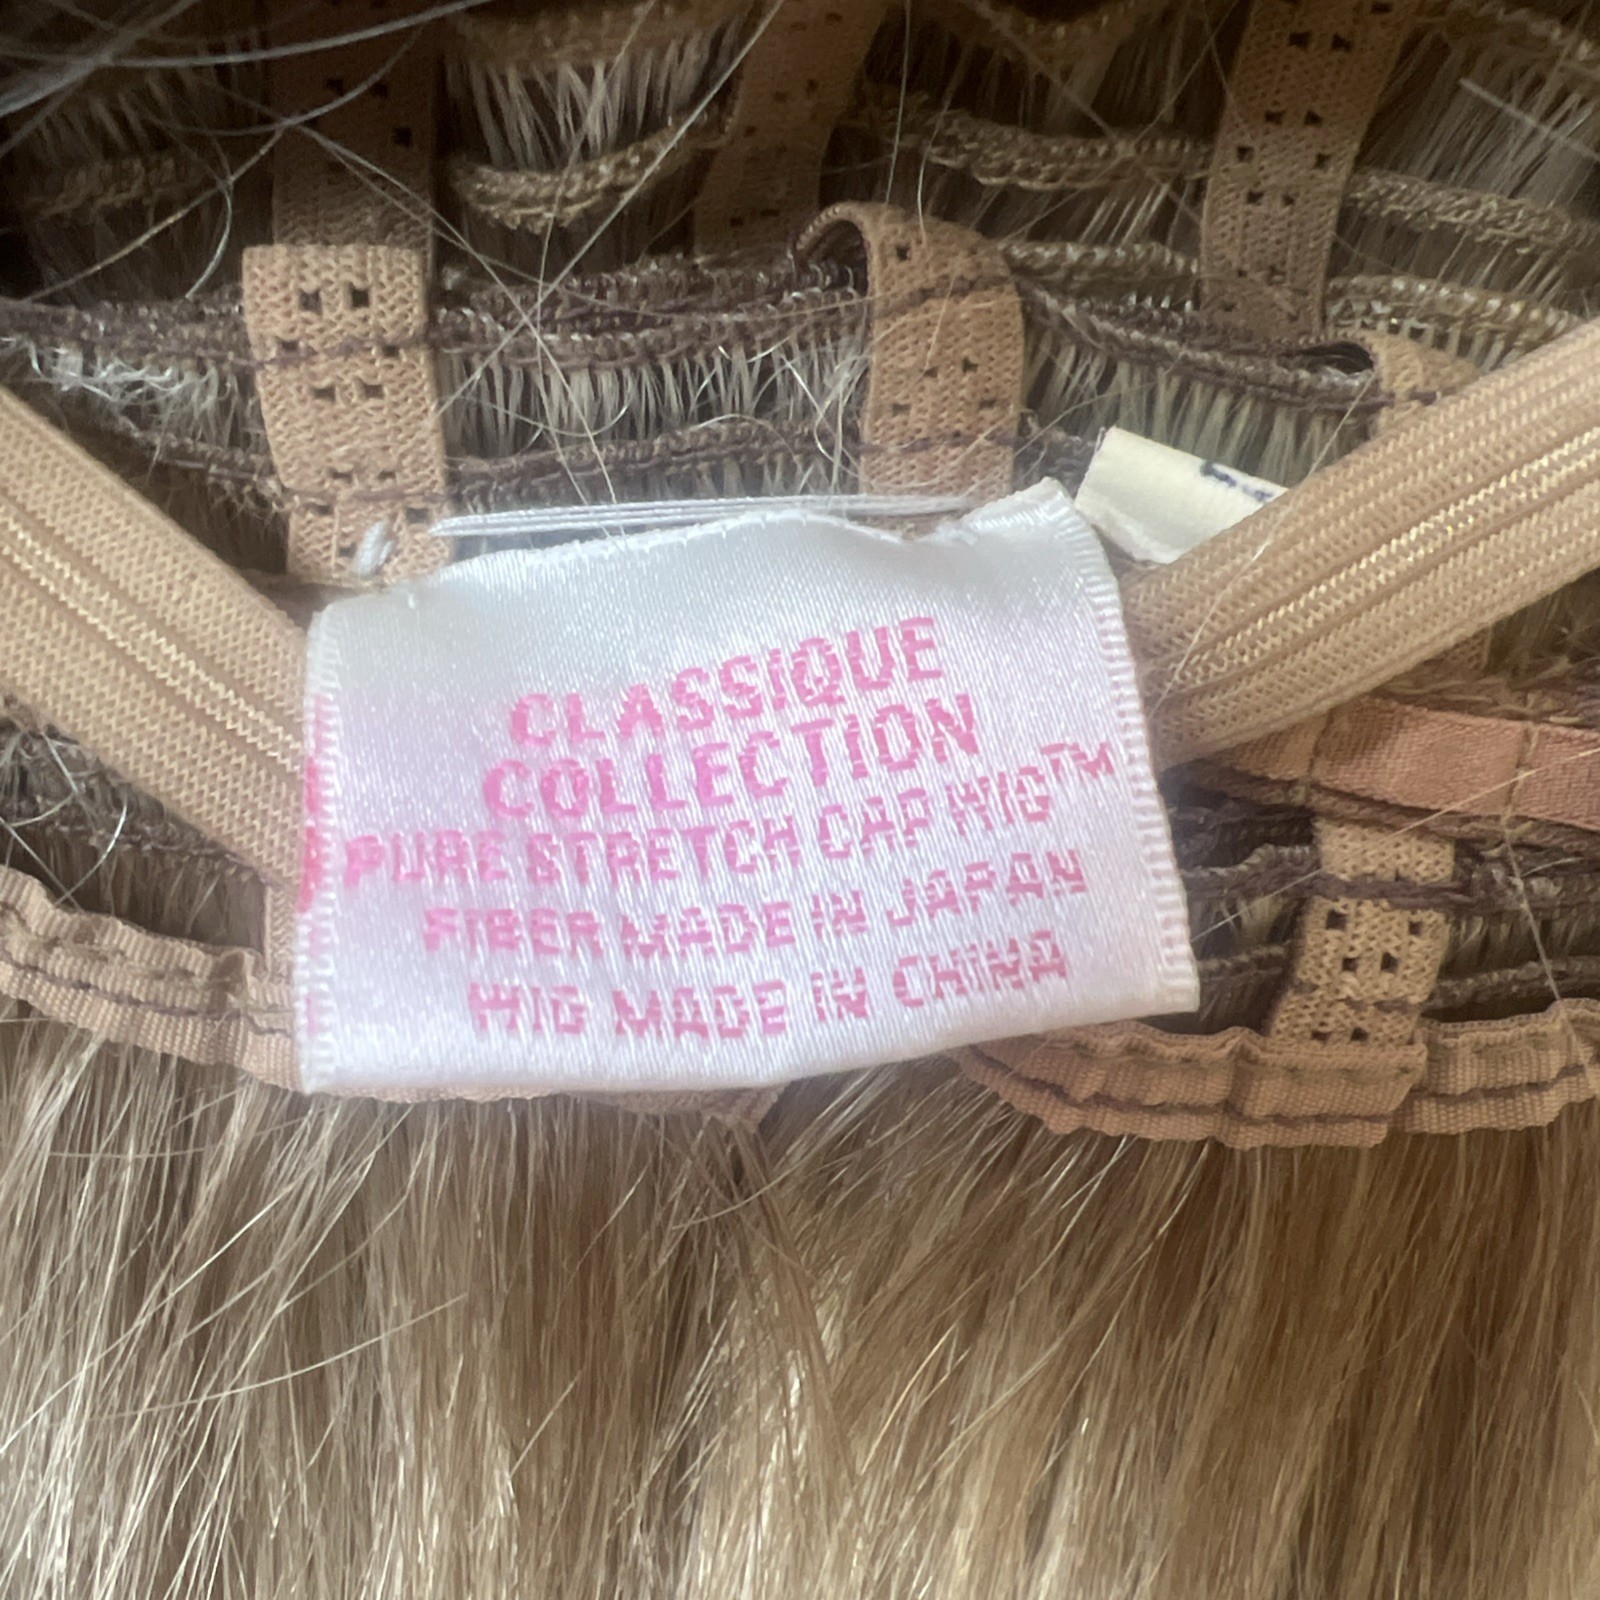 CLASSIQUE
COLLECTION
PURE STRETCH CAP WIG™
FIBER MADE IN JAPAN
WIG MADE IN CHINA